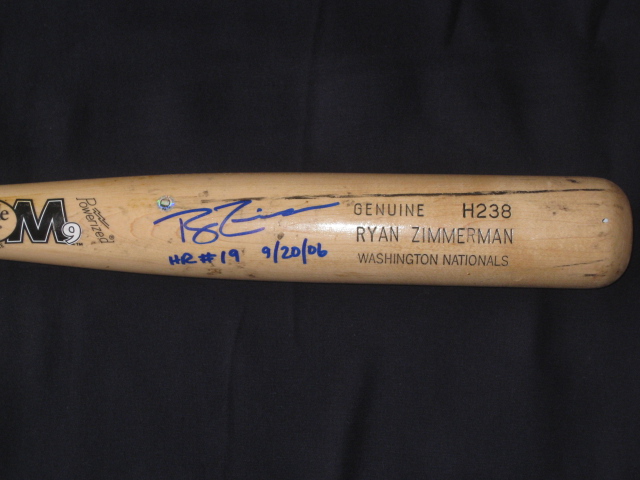 M9
Powerized
GENUINE H238
RYAN ZIMMERMAN
WASHINGTON NATIONALS
HR #19 9/20/06